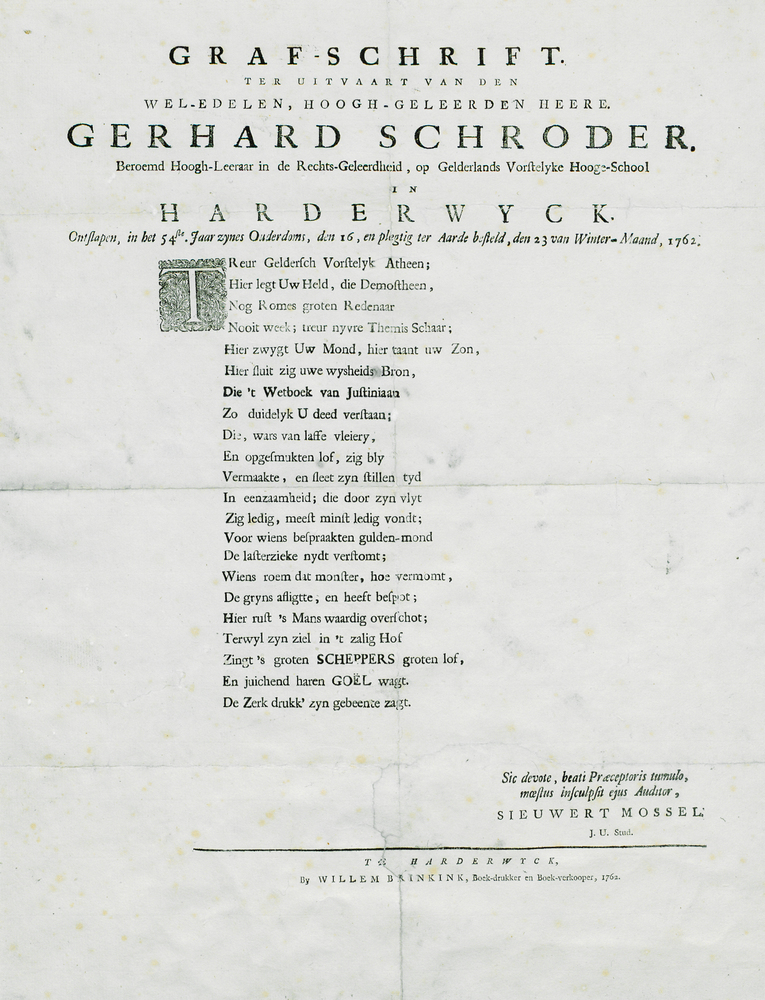 GRAF-SCHRIFT.
TER UITVAART VAN DEN
WEL-EDELEN, HOOGH-GELEERDEN HEERE.
GERHARD SCHRODER.
Beroemd Hoogh-Leeraar in de Rechts-Geleerdheid, op Gelderlands Vorſtelyke Hooge-School
IN
HARDERWYCK.
Ontſlapen, in het 54ſte. Jaar zynes Ouderdoms, den 16, en plegtig ter Aarde beſteld, den 23 van Winter-Maand, 1762.
TReur Gelderſch Vorſtelyk Atheen;
Hier legt Uw Held, die Demoſtheen,
Nog Romes groten Redenaar
Nooit week; treur nyvre Themis Schaar;
Hier zwygt Uw Mond, hier taant uw Zon,
Hier ſluit zig uwe wysheids Bron,
Die 't Wetboek van Juſtiniaan
Zo duidelyk U deed verſtaan;
Die, wars van laffe vleiery,
En opgeſmukten lof, zig bly
Vermaakte, en ſleet zyn ſtillen tyd
In eenzaamheid; die door zyn vlyt
Zig ledig, meeſt minſt ledig vondt;
Voor wiens beſpraakten gulden-mond
De laſterzieke nydt verſtomt;
Wiens roem dat monſter, hoe vermomt,
De gryns afligtte, en heeft beſpot;
Hier ruſt 's Mans waardig overſchot;
Terwyl zyn ziel in 't zalig Hof
Zingt 's groten SCHEPPERS groten lof,
En juichend haren GOËL wagt.
De Zerk drukk' zyn gebeente zagt.
Sic devote, beati Præceptoris tumulo,
mœſtus inſculpſit ejus Auditor,
SIEUWERT MOSSEL.
J. U. Stud.
TE HARDERWYCK,
By WILLEM BRINKINK, Boek-drukker en Boek-verkooper, 1762.